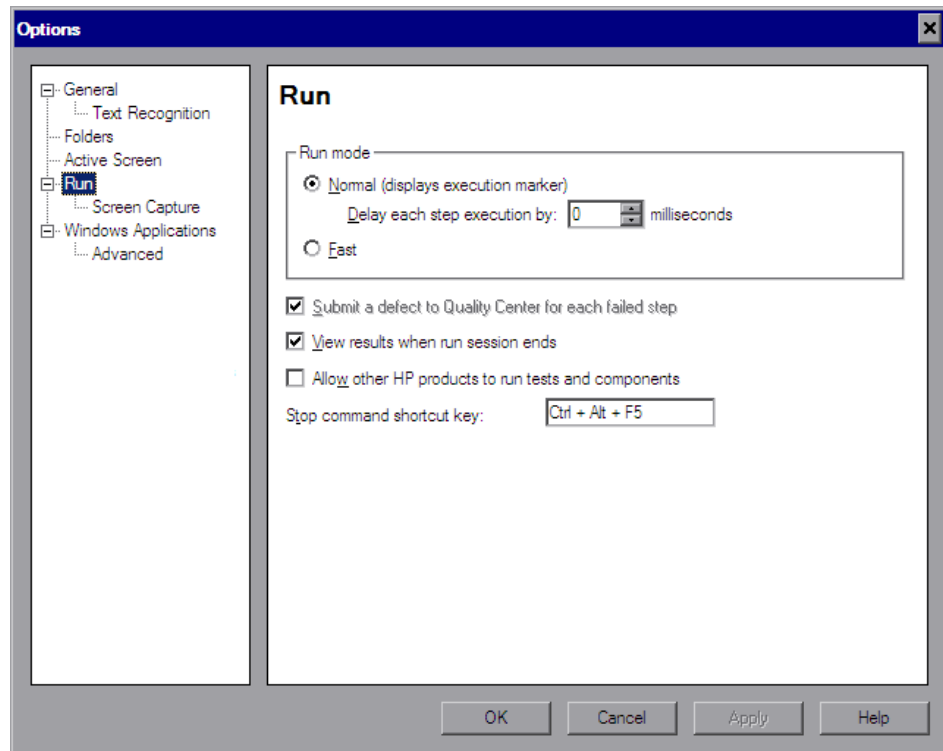 Options
General
Text Recognition
Folders
Active Screen
Run
Screen Capture
Windows Applications
Advanced
Run
Run mode
Normal (displays execution marker)
Delay each step execution by: 0 milliseconds
Fast
Submit a defect to Quality Center for each failed step
View results when run session ends
Allow other HP products to run tests and components
Stop command shortcut key: Ctrl + Alt + F5
OK Cancel Apply Help